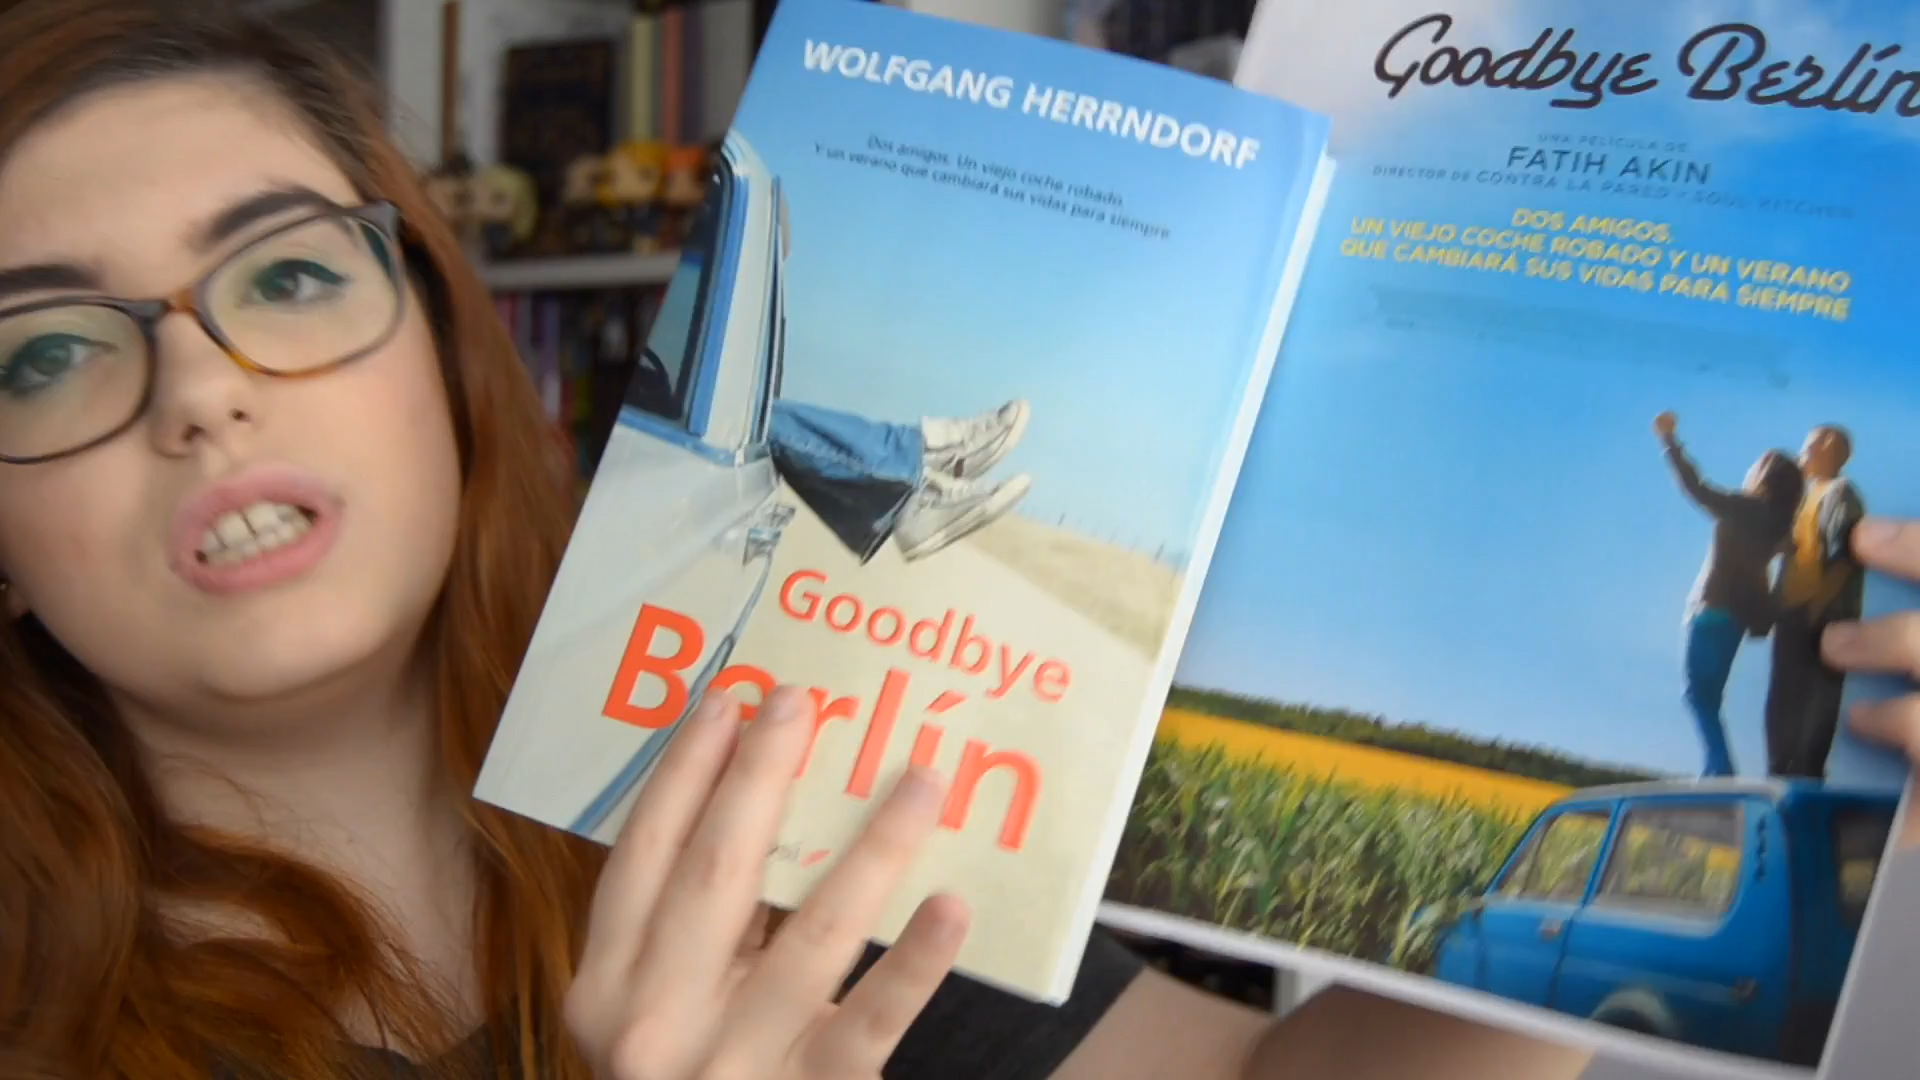 WOLFGANG HERRNDORF
Dos amigos. Un viejo coche robado.
Y un verano que cambiará sus vidas para siempre
Goodbye
Berlín
Goodbye Berlín
UNA PELÍCULA DE
FATIH AKIN
DIRECTOR DE CONTRA LA PARED Y SOUL KITCHEN
DOS AMIGOS,
UN VIEJO COCHE ROBADO Y UN VERANO
QUE CAMBIARÁ SUS VIDAS PARA SIEMPRE